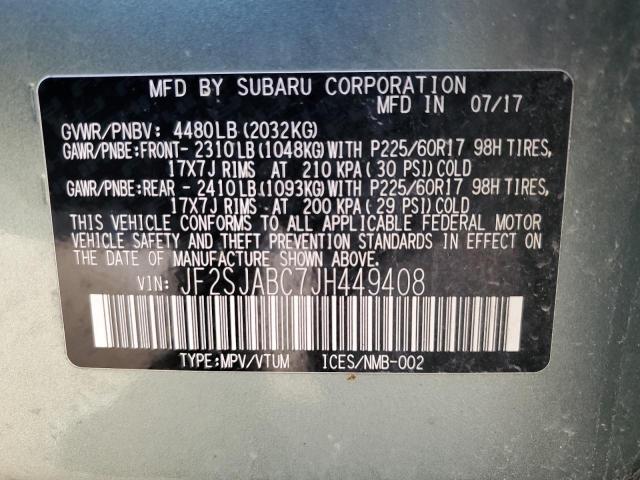 MFD BY SUBARU CORPORATION
MFD IN 07/17
GVWR/PNBV: 4480LB(2032KG)
GAWR/PNBE:FRONT- 2310LB(1048KG)WITH P225/60R17 98H TIRES,
17X7J RIMS AT 210 KPA(30 PSI)COLD
GAWR/PNBE:REAR - 2410LB(1093KG)WITH P225/60R17 98H TIRES,
17X7J RIMS AT 200 KPA(29 PSI)COLD
THIS VEHICLE CONFORMS TO ALL APPLICABLE FEDERAL MOTOR
VEHICLE SAFETY AND THEFT PREVENTION STANDARDS IN EFFECT ON
THE DATE OF MANUFACTURE SHOWN ABOVE.
VIN: JF2SJABC7JH449408
TYPE:MPV/VTUM ICES/NMB-002